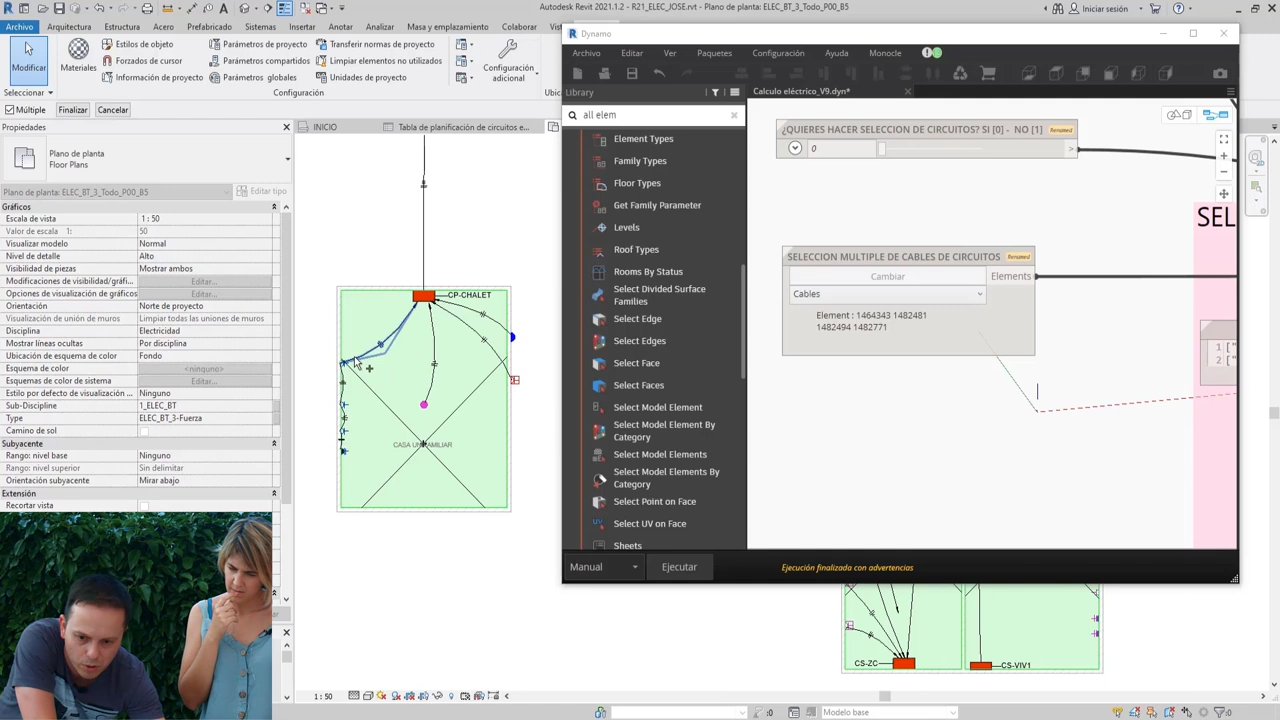 Autodesk Revit 2021.1.2 - R21_ELEC_JOSE.rvt - Plano de planta: ELEC_BT_3_Todo_P00_B5
Iniciar sesión
Archivo
Arquitectura
Estructura
Acero
Prefabricado
Sistemas
Insertar
Anotar
Analizar
Masa y emplazamiento
Colaborar
Modificar
Materiales
Estilos de objeto
Forzados de cursor
Información de proyecto
Parámetros de proyecto
Parámetros compartidos
Parámetros globales
Transferir normas de proyecto
Limpiar elementos no utilizados
Unidades de proyecto
Configuración
adicional
Seleccionar
Configuración
Múltiple
Finalizar
Cancelar
Propiedades
INICIO
Tabla de planificación de circuitos e...
Plano de planta
Floor Plans
Plano de planta: ELEC_BT_3_Todo_P00_B5
Editar tipo
Gráficos
Escala de vista
1 : 50
Valor de escala 1:
50
Visualizar modelo
Normal
Nivel de detalle
Alto
Visibilidad de piezas
Mostrar ambos
Modificaciones de visibilidad/gráfi...
Editar...
Opciones de visualización de gráficos
Editar...
Orientación
Norte de proyecto
Visualización de unión de muros
Limpiar todas las uniones de muros
Disciplina
Electricidad
Mostrar líneas ocultas
Por disciplina
Ubicación de esquema de color
Fondo
Esquema de color
<ninguno>
Esquemas de color de sistema
Editar...
Estilo por defecto de visualización ...
Ninguno
Sub-Discipline
1_ELEC_BT
Type
ELEC_BT_3-Fuerza
Camino de sol
Subyacente
Rango: nivel base
Ninguno
Rango: nivel superior
Sin delimitar
Orientación subyacente
Mirar abajo
Extensión
Recortar vista
CP-CHALET
CS-ZC
CS-VIV1
1 : 50
:0
Modelo base
:0
Dynamo
Archivo
Editar
Ver
Paquetes
Configuración
Ayuda
Monocle
Library
Calculo eléctrico_V9.dyn*
all elem
Element Types
Family Types
Floor Types
Get Family Parameter
Levels
Roof Types
Rooms By Status
Select Divided Surface
Families
Select Edge
Select Edges
Select Face
Select Faces
Select Model Element
Select Model Element By
Category
Select Model Elements
Select Model Elements By
Category
Select Point on Face
Select UV on Face
Sheets
¿QUIERES HACER SELECCION DE CIRCUITOS? SI [0] - NO [1]
Renamed
0
>
SELECCION MULTIPLE DE CABLES DE CIRCUITOS
Renamed
Cambiar
Elements
Cables
Element : 1464343 1482481
1482494 1482771
SEL
1 ["
2 ["
Manual
Ejecutar
Ejecución finalizada con advertencias